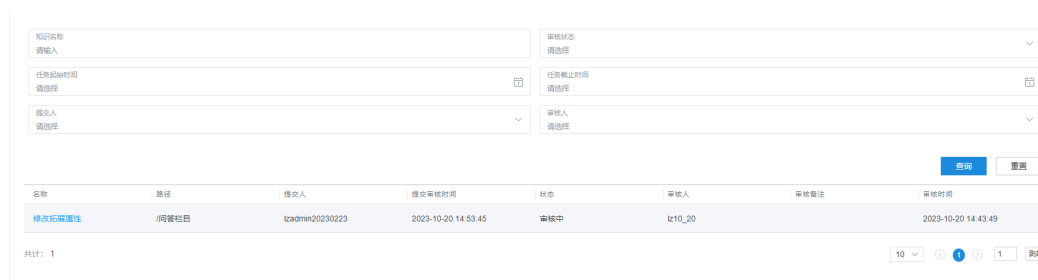 知识名称
请输入
审核状态
请选择
任务起始时间
请选择
任务截止时间
请选择
提交人
请选择
审核人
请选择
查询 重置
名称 路径 提交人 提交审核时间 状态 审核人 审核备注 审核时间
修改拓展属性 /问答栏目 lzadmin20230223 2023-10-20 14:53:45 审核中 lz10_20 2023-10-20 14:43:49
共计: 1 10 1 1 跳